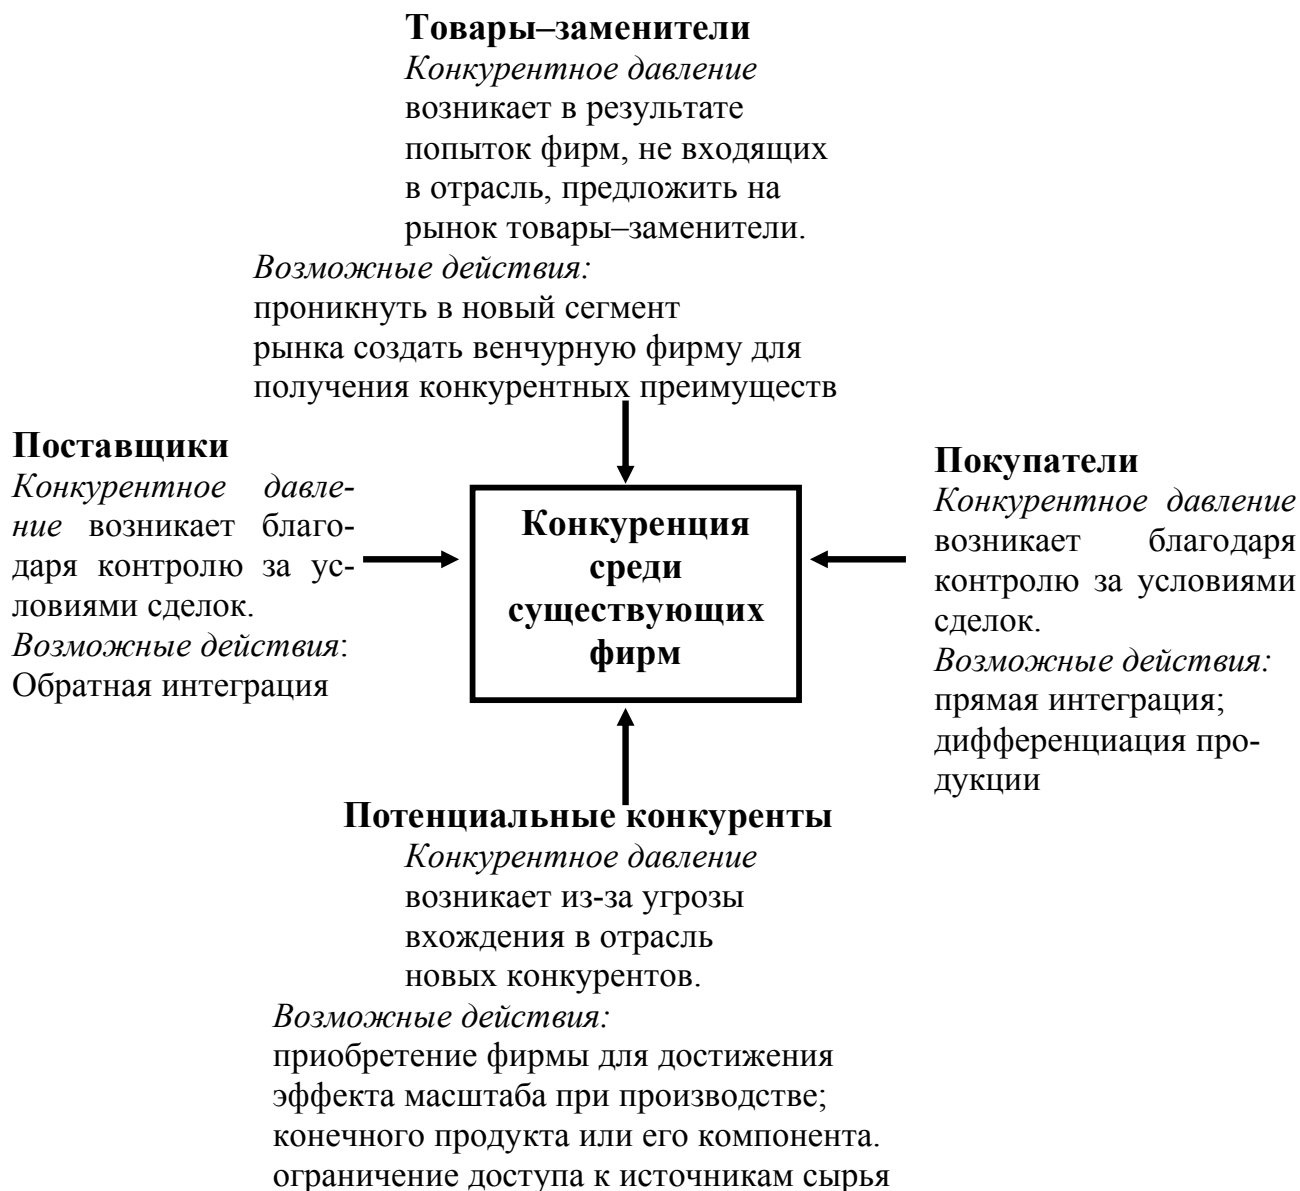 Товары–заменители
Конкурентное давление
возникает в результате
попыток фирм, не входящих
в отрасль, предложить на
рынок товары–заменители.
Возможные действия:
проникнуть в новый сегмент
рынка создать венчурную фирму для
получения конкурентных преимуществ
Поставщики
Конкурентное давле-
ние возникает благо-
даря контролю за ус-
ловиями сделок.
Возможные действия:
Обратная интеграция
Конкуренция
среди
существующих
фирм
Покупатели
Конкурентное давление
возникает благодаря
контролю за условиями
сделок.
Возможные действия:
прямая интеграция;
дифференциация про-
дукции
Потенциальные конкуренты
Конкурентное давление
возникает из-за угрозы
вхождения в отрасль
новых конкурентов.
Возможные действия:
приобретение фирмы для достижения
эффекта масштаба при производстве;
конечного продукта или его компонента.
ограничение доступа к источникам сырья